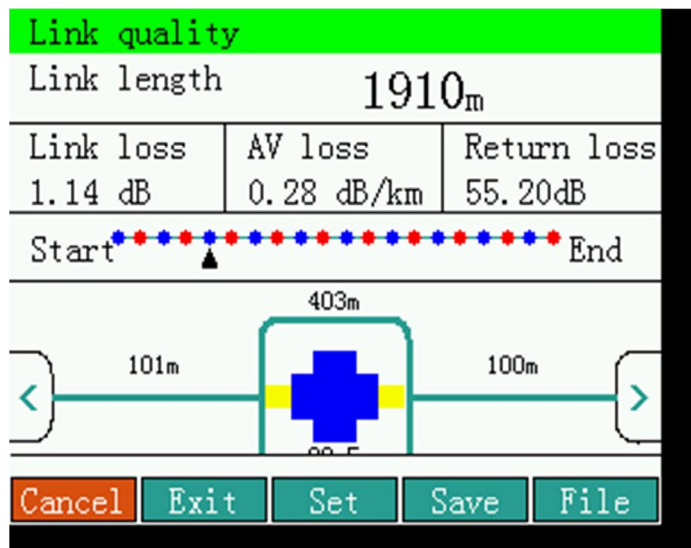 Link quality
Link length 1910m
Link loss AV loss Return loss
1.14 dB 0.28 dB/km 55.20dB
Start End
403m
101m 100m
< >
Cancel Exit Set Save File